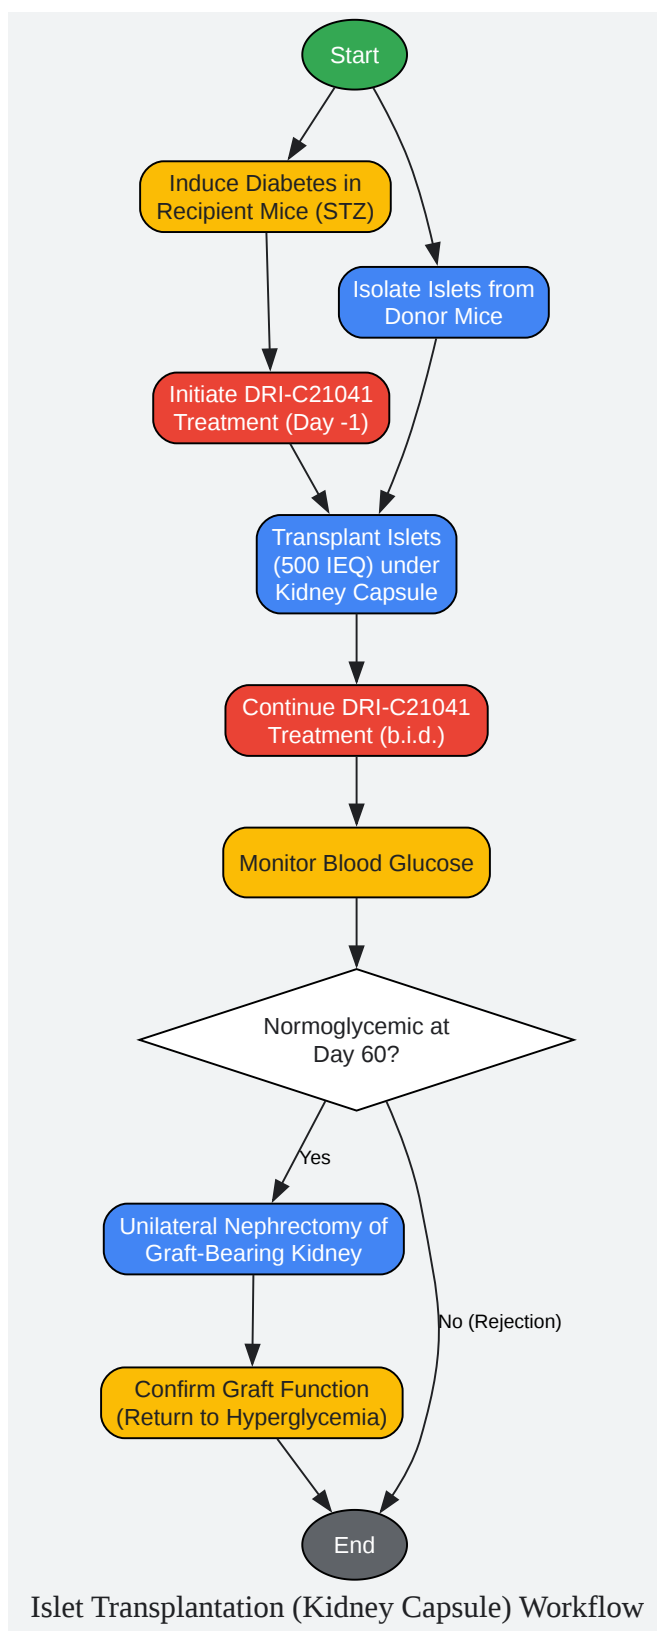 Start
Induce Diabetes in
Recipient Mice (STZ)
Isolate Islets from
Donor Mice
Initiate DRI-C21041
Treatment (Day -1)
Transplant Islets
(500 IEQ) under
Kidney Capsule
Continue DRI-C21041
Treatment (b.i.d.)
Monitor Blood Glucose
Normoglycemic at
Day 60?
Yes
Unilateral Nephrectomy of
Graft-Bearing Kidney
No (Rejection)
Confirm Graft Function
(Return to Hyperglycemia)
End
Islet Transplantation (Kidney Capsule) Workflow